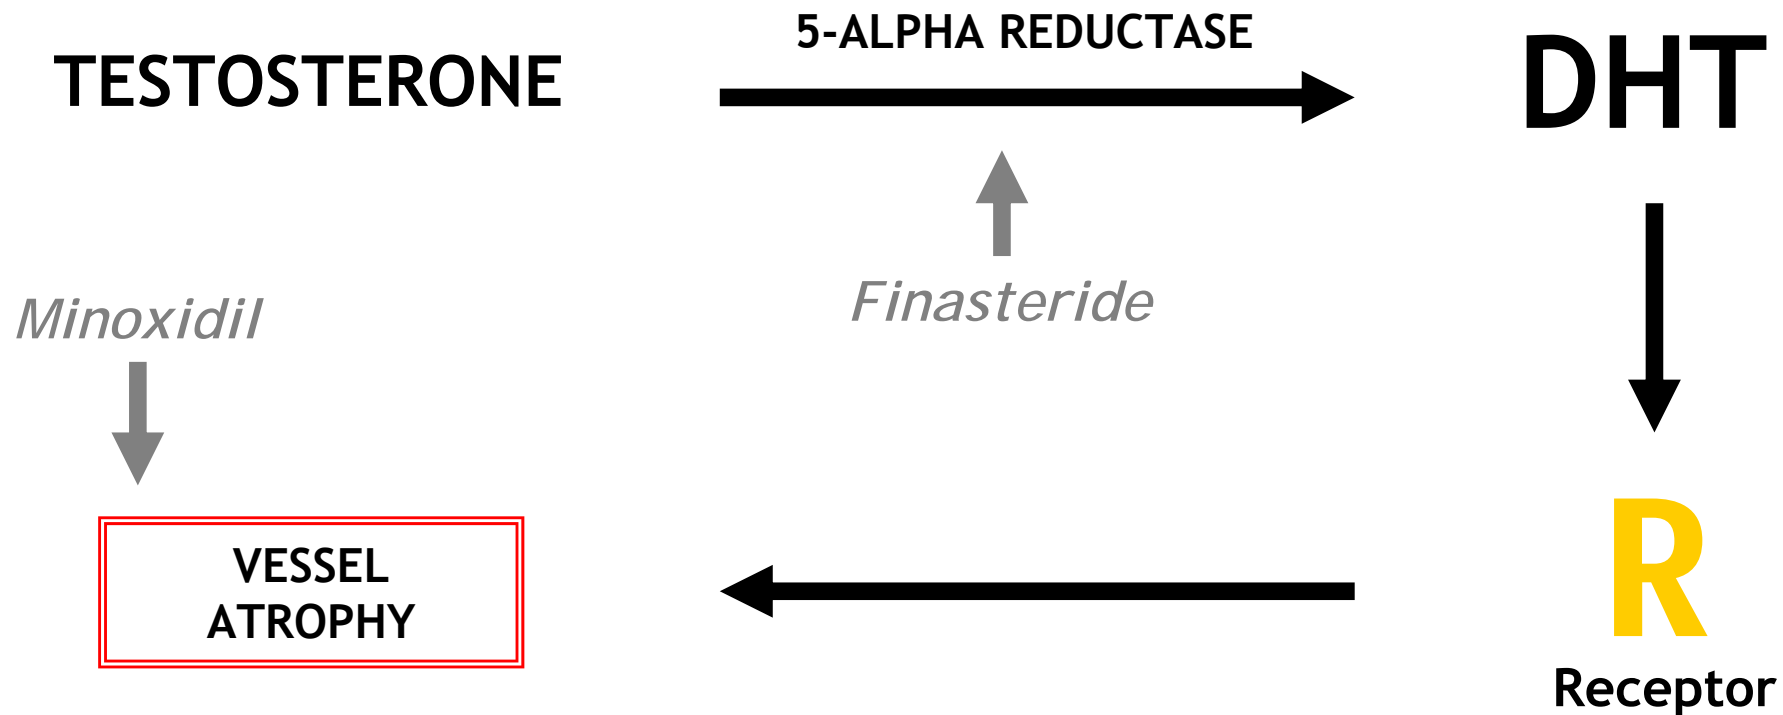 5-ALPHA REDUCTASE
TESTOSTERONE
DHT
Finasteride
Minoxidil
VESSEL
ATROPHY
R
Receptor